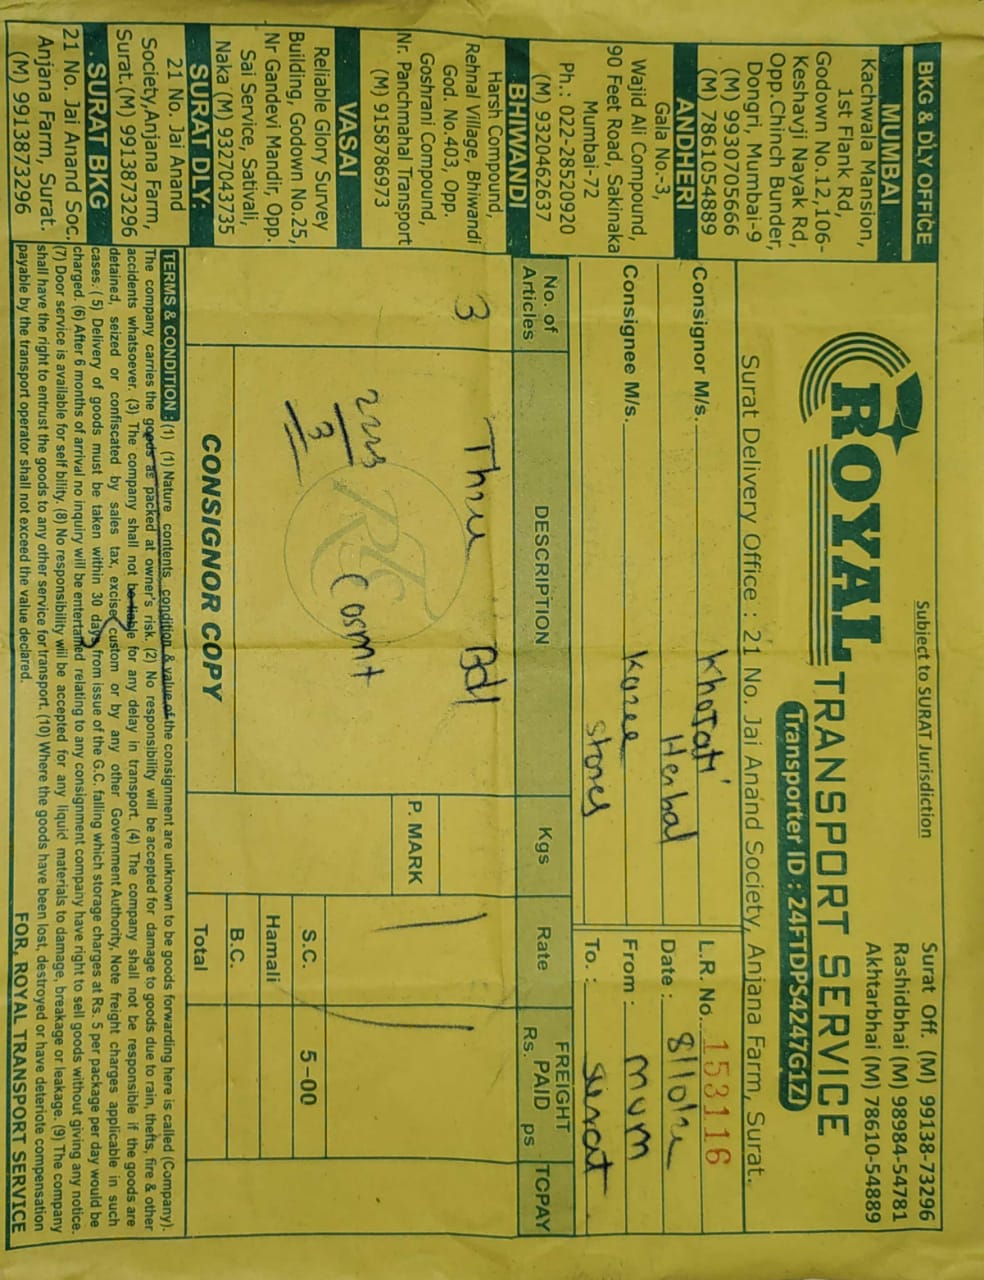 BKG & DLY OFFICE
MUMBAI
Kachwala Mansion,
1st Flank Rd,
Godown No.12,106-
Keshavji Nayak Rd,
Opp.Chinch Bunder,
Dongri, Mumbai-9
(M) 9930705666
(M) 7861054889
ANDHERI
Gala No.-3,
Wajid Ali Compound,
90 Feet Road, Sakinaka
Mumbai-72
Ph.: 022-28520920
(M) 9320462637
BHIWANDI
Harsh Compound,
Rehnal Village, Bhiwandi
God. No.403, Opp.
Goshrani Compound,
Nr. Panchmahal Transport
(M) 9158786973
VASAI
Reliable Glory Survey
Building, Godown No.25,
Nr Gandevi Mandir, Opp.
Sai Service, Sativali,
Naka (M) 9327043735
SURAT DLY.
21 No. Jai Anand
Society,Anjana Farm,
Surat.(M) 9913873296
SURAT BKG
21 No. Jai Anand Soc,
Anjana Farm, Surat.
(M) 9913873296
Subject to SURAT Jurisdiction
Surat Off. (M) 99138-73296
Rashidbhai (M) 98984-54781
Akhtarbhai (M) 78610-54889
ROYAL TRANSPORT SERVICE
Transporter ID : 24FTDPS4247G1ZJ
Surat Delivery Office : 21 No. Jai Anand Society, Anjana Farm, Surat.
Consignor M/s. Khorati Herbal
Consignee M/s. Karee Stores
L.R. No. 153116
Date :
From : mum
To. : Surat
No. of Articles DESCRIPTION Kgs Rate FREIGHT Rs. PAID ps TCPAY
3 Three Bdl
3 Cosmt
P. MARK
S.C. 5-00
Hamali
B.C.
Total
CONSIGNOR COPY
TERMS & CONDITION : (1) (1) Nature contents condition & value of the consignment are unknown to be goods forwarding here is called (Company).
The company carries the goods as packed at owner's risk. (2) No responsibility will be accepted for damage to goods due to rain, thefts, fire & other
accidents whatsoever. (3) The company shall not be liable for any delay in transport. (4) The company shall not be responsible if the goods are
detained, seized or confiscated by sales tax, excise custom or by any other Government Authority, Note freight charges applicable in such
cases. (5) Delivery of goods must be taken within 30 days from issue of the G.C. falling which storage charges at Rs. 5 per package per day would be
charged. (6) After 6 months of arrival no inquiry will be entertained relating to any consignment company have right to sell goods without giving any notice.
(7) Door service is available for self bility. (8) No responsibility will be accepted for any liquid materials to damage, breakage or leakage. (9) The company
shall have the right to entrust the goods to any other service for transport. (10) Where the goods have been lost, destroyed or have deteriote compensation
payable by the transport operator shall not exceed the value declared.
FOR, ROYAL TRANSPORT SERVICE